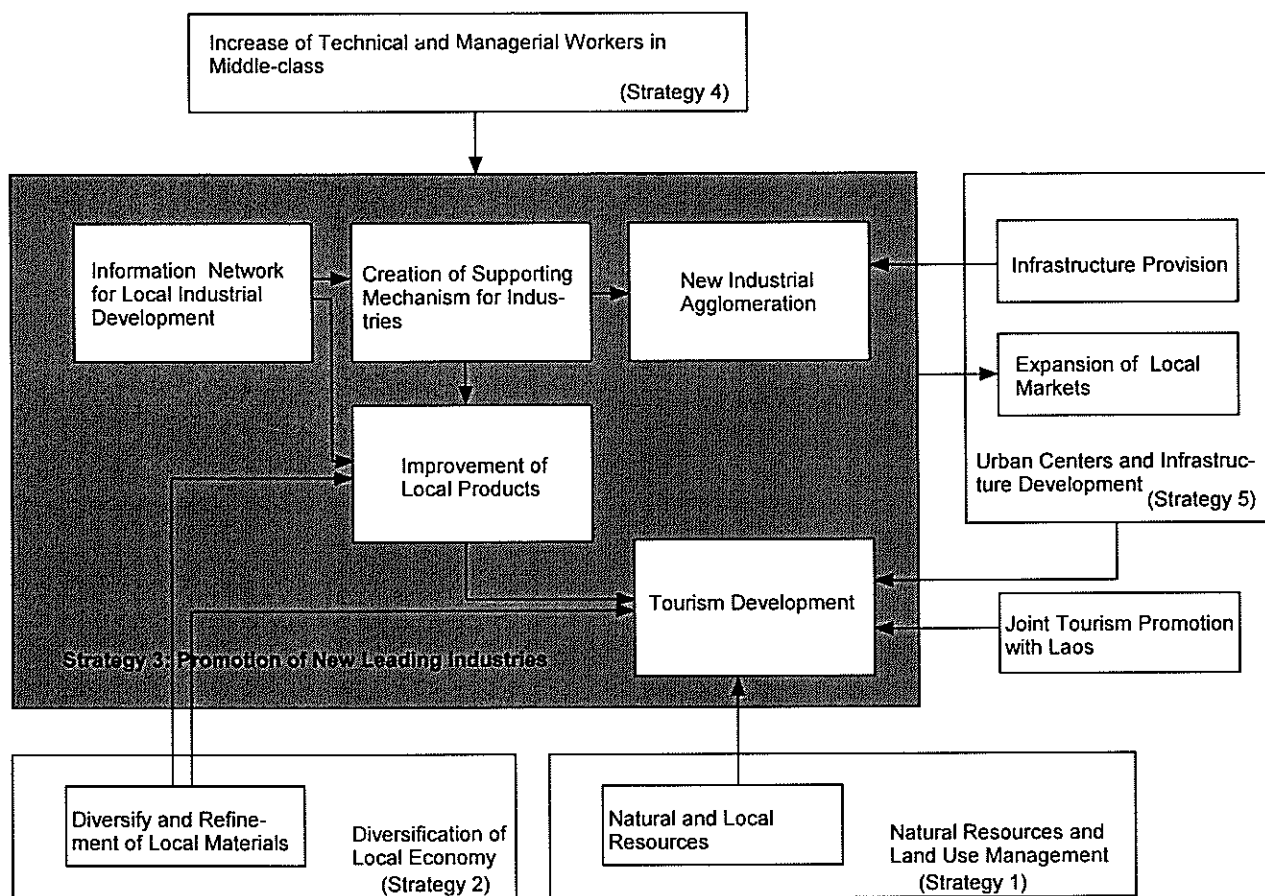 Increase of Technical and Managerial Workers in
Middle-class
(Strategy 4)
Information Network
for Local Industrial
Development
Creation of Supporting
Mechanism for Indus-
tries
New Industrial
Agglomeration
Infrastructure Provision
Expansion of Local
Markets
Urban Centers and Infrastruc-
ture Development
(Strategy 5)
Improvement of
Local Products
Tourism Development
Joint Tourism Promotion
with Laos
Strategy 3: Promotion of New Leading Industries
Diversify and Refine-
ment of Local Materials
Diversification of
Local Economy
(Strategy 2)
Natural and Local
Resources
Natural Resources and
Land Use Management
(Strategy 1)